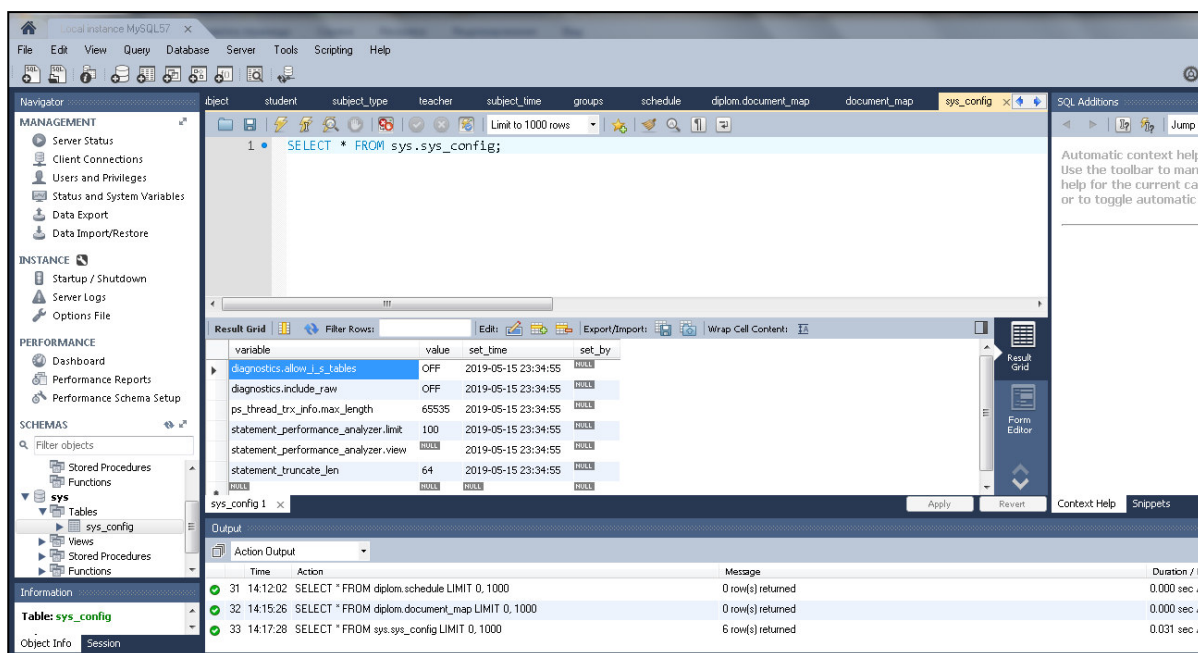 Local instance MySQL57
File Edit View Query Database Server Tools Scripting Help
Navigator
MANAGEMENT
Server Status
Client Connections
Users and Privileges
Status and System Variables
Data Export
Data Import/Restore
INSTANCE
Startup / Shutdown
Server Logs
Options File
PERFORMANCE
Dashboard
Performance Reports
Performance Schema Setup
SCHEMAS
Filter objects
Stored Procedures
Functions
sys
Tables
sys_config
Views
Stored Procedures
Functions
Information
Table: sys_config
Object Info Session
bject student subject_type teacher subject_time groups schedule diplom.document_map document_map sys_config
Limit to 1000 rows
1 SELECT * FROM sys.sys_config;
Result Grid Filter Rows: Edit: Export/Import: Wrap Cell Content:
variable value set_time set_by
diagnostics.allow_i_s_tables OFF 2019-05-15 23:34:55 NULL
diagnostics.include_raw OFF 2019-05-15 23:34:55 NULL
ps_thread_trx_info.max_length 65535 2019-05-15 23:34:55 NULL
statement_performance_analyzer.limit 100 2019-05-15 23:34:55 NULL
statement_performance_analyzer.view NULL 2019-05-15 23:34:55 NULL
statement_truncate_len 64 2019-05-15 23:34:55 NULL
NULL NULL NULL NULL
Result
Grid
Form
Editor
sys_config 1
Apply Revert
SQL Additions
Jump
Automatic context help
Use the toolbar to man
help for the current ca
or to toggle automatic
Context Help Snippets
Output
Action Output
Time Action Message Duration /
31 14:12:02 SELECT * FROM diplom.schedule LIMIT 0, 1000 0 row(s) returned 0.000 sec
32 14:15:26 SELECT * FROM diplom.document_map LIMIT 0, 1000 0 row(s) returned 0.000 sec
33 14:17:28 SELECT * FROM sys.sys_config LIMIT 0, 1000 6 row(s) returned 0.031 sec